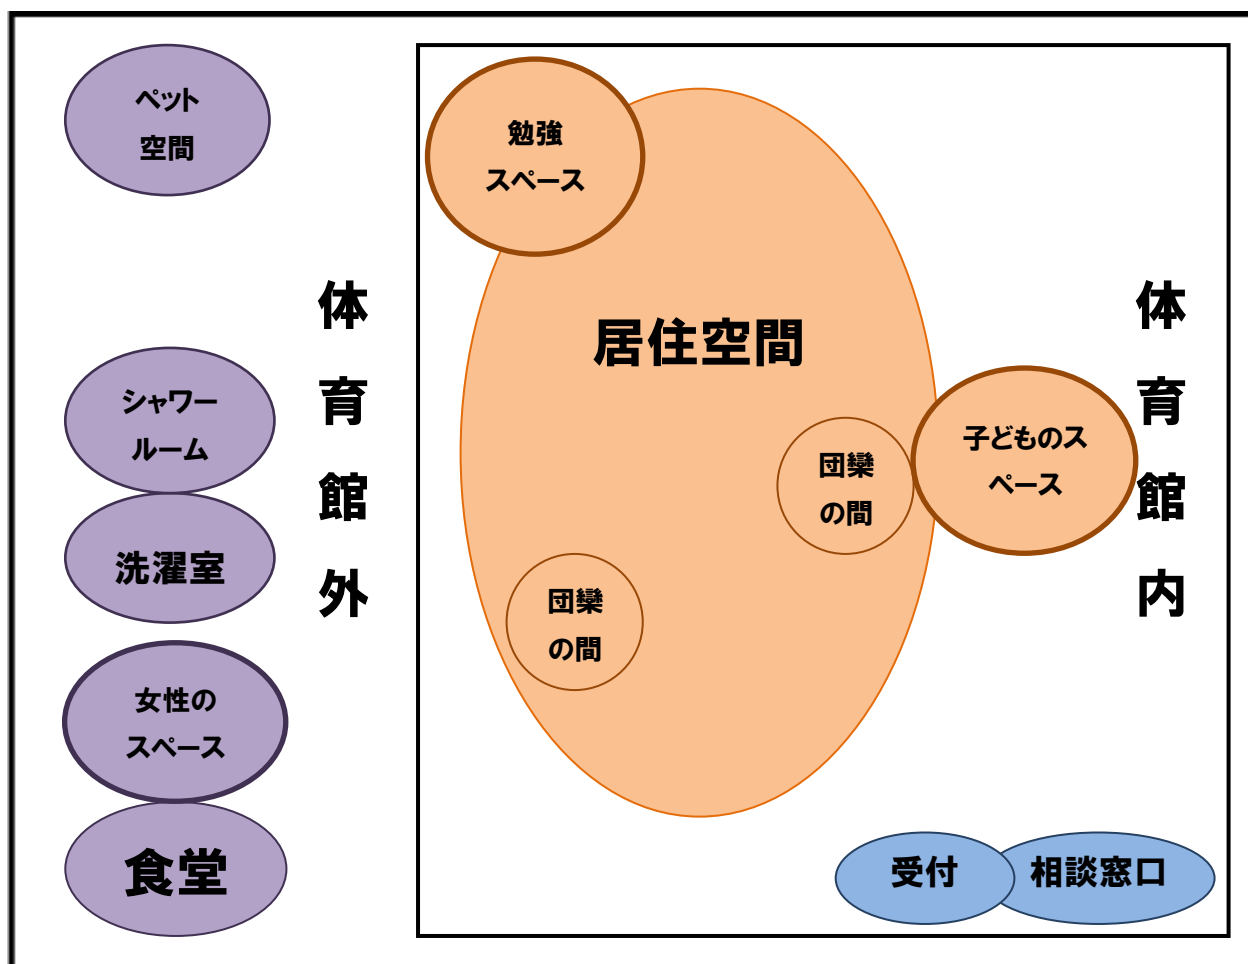 ペット
空間
シャワー
ルーム
洗濯室
女性の
スペース
食堂
体育館外
勉強
スペース
居住空間
団欒
の間
団欒
の間
子どものス
ペース
体育館内
受付
相談窓口